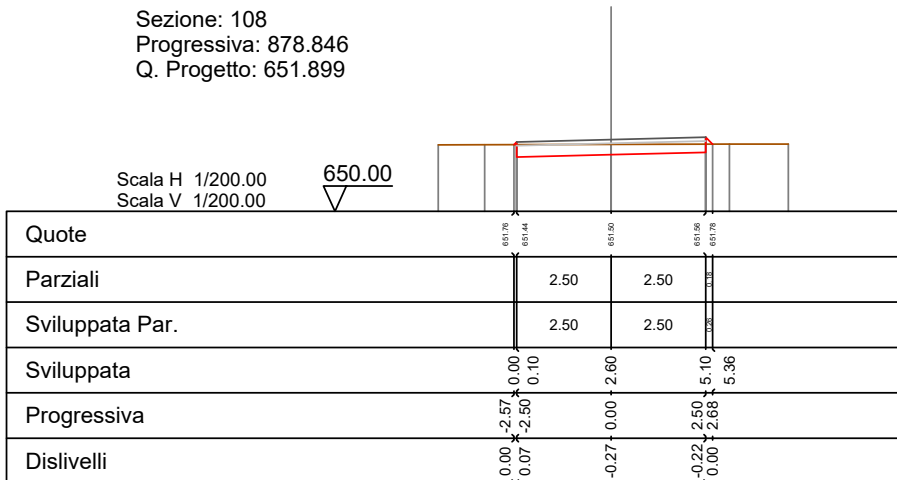 Sezione: 108
Progressiva: 878.846
Q. Progetto: 651.899
Scala H 1/200.00
Scala V 1/200.00
650.00
Quote 651.76 651.44 651.50 651.56 651.78
Parziali 2.50 2.50 0.18
Sviluppata Par. 2.50 2.50 0.26
Sviluppata 0.00 0.10 2.60 5.10 5.36
Progressiva -2.57 -2.50 0.00 2.50 2.68
Dislivelli 0.00 0.07 -0.27 -0.22 0.00